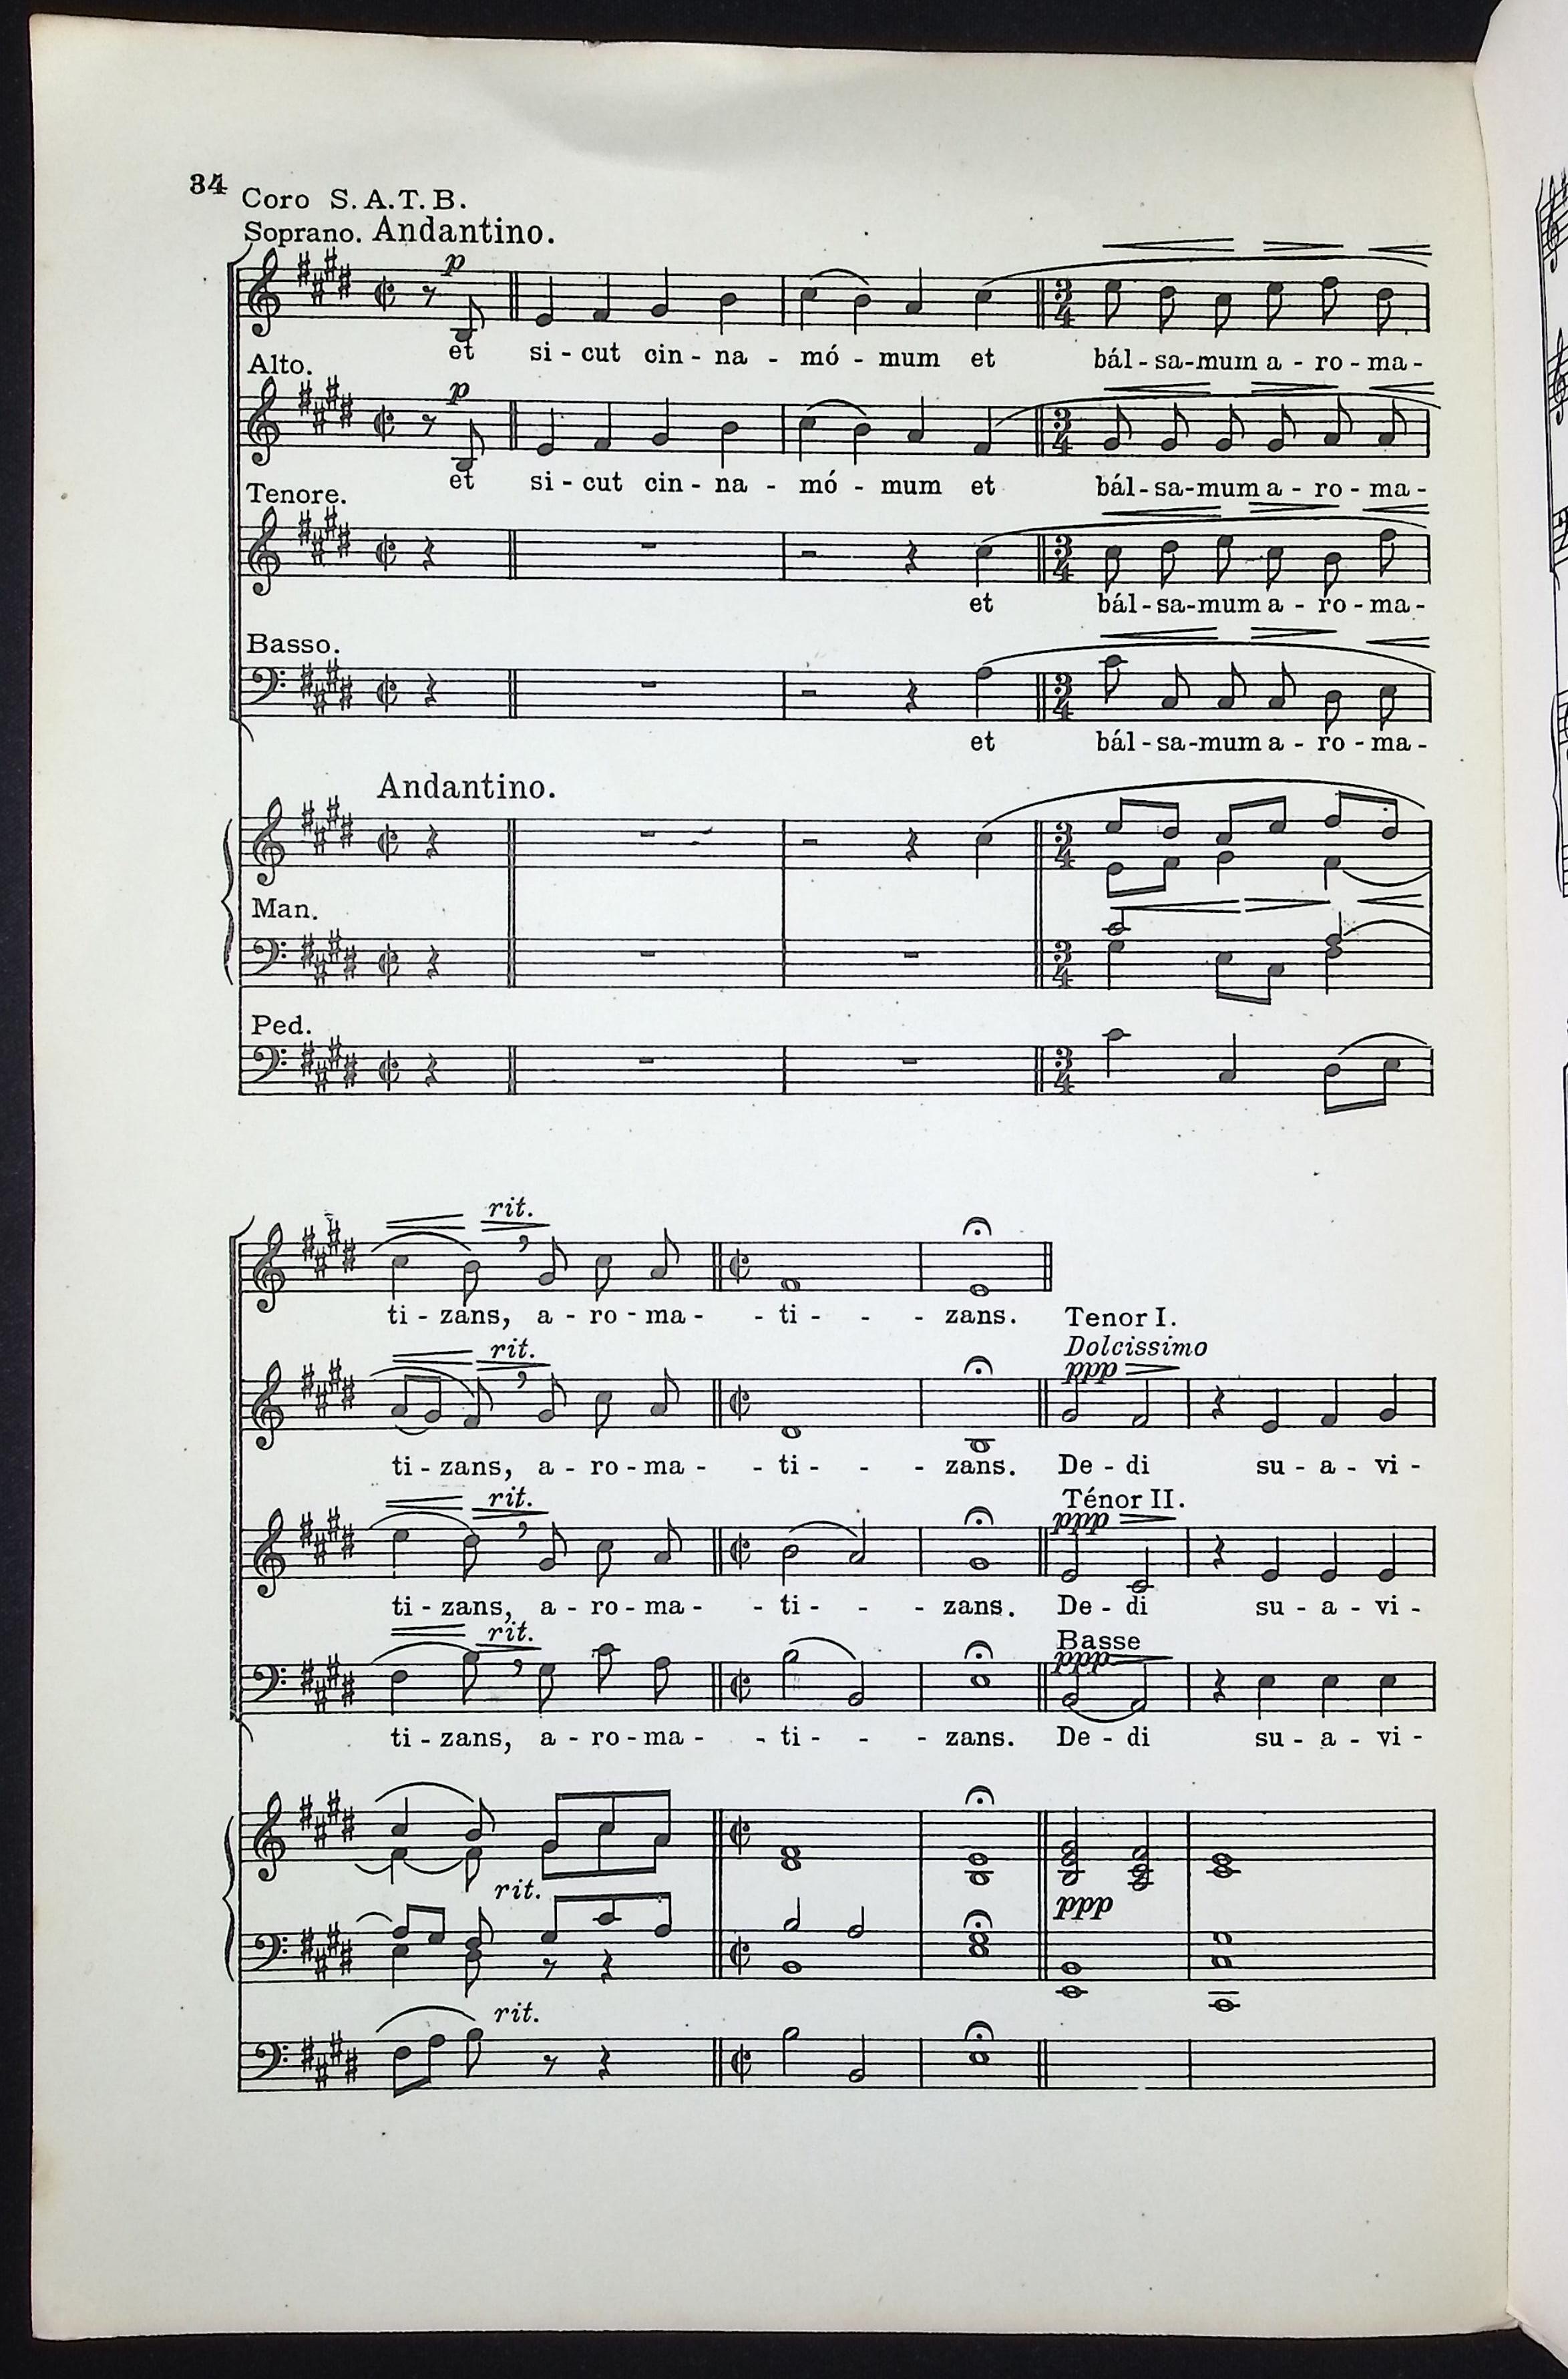 34
Coro S.A.T.B.
Soprano. Andantino.
p
et si - cut cin - na - mó - mum et bál - sa-mum a - ro - ma -
Alto.
p
et si - cut cin - na - mó - mum et bál - sa-mum a - ro - ma -
Tenore.
3 4
et bál - sa-mum a - ro - ma -
Basso.
et bál - sa-mum a - ro - ma -
Andantino.
Man.
Ped.
rit.
ti - zans, a - ro - ma - - ti - - - zans.
Tenor I.
Dolcissimo
rit.
ppp
ti - zans, a - ro - ma - - ti - - - zans. De - di su - a - vi -
rit.
Ténor II.
ppp
ti - zans, a - ro - ma - - ti - - - zans. De - di su - a - vi -
rit.
Basse
ppp
ti - zans, a - ro - ma - - ti - - - zans. De - di su - a - vi -
rit.
ppp
rit.